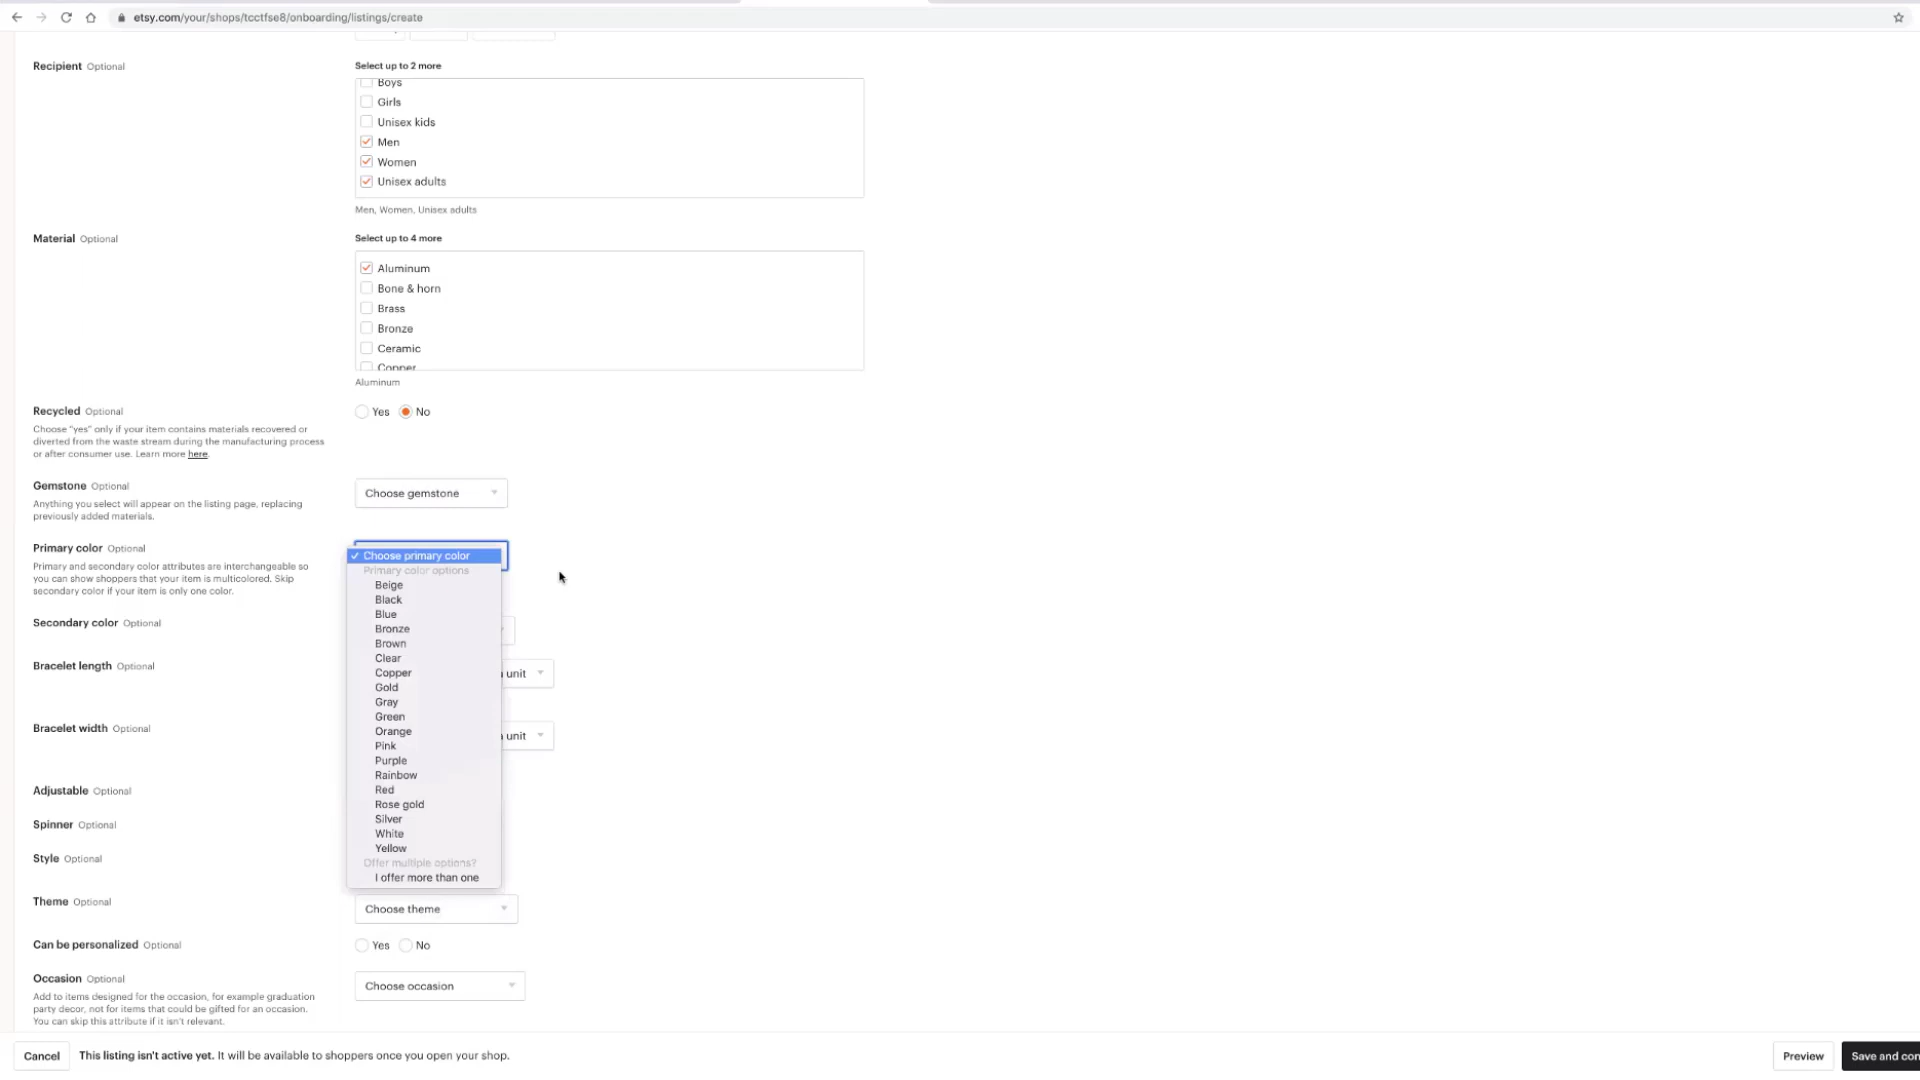 etsy.com/your/shops/tcctfse8/onboarding/listings/create
Recipient Optional
Select up to 2 more
Boys
Girls
Unisex kids
Men
Women
Unisex adults
Men, Women, Unisex adults
Material Optional
Select up to 4 more
Aluminum
Bone & horn
Brass
Bronze
Ceramic
Copper
Aluminum
Recycled Optional
Yes No
Choose "yes" only if your item contains materials recovered or
diverted from the waste stream during the manufacturing process
or after consumer use. Learn more here.
Gemstone Optional
Choose gemstone
Anything you select will appear on the listing page, replacing
previously added materials.
Primary color Optional
Primary and secondary color attributes are interchangeable so
you can show shoppers that your item is multicolored. Skip
secondary color if your item is only one color.
✓ Choose primary color
Primary color options
Beige
Black
Blue
Bronze
Brown
Clear
Copper
Gold
Gray
Green
Orange
Pink
Purple
Rainbow
Red
Rose gold
Silver
White
Yellow
Offer multiple options?
I offer more than one
Secondary color Optional
Bracelet length Optional
unit
Bracelet width Optional
unit
Adjustable Optional
Spinner Optional
Style Optional
Theme Optional
Choose theme
Can be personalized Optional
Yes No
Occasion Optional
Choose occasion
Add to items designed for the occasion, for example graduation
party decor, not for items that could be gifted for an occasion.
You can skip this attribute if it isn't relevant.
Cancel
This listing isn't active yet. It will be available to shoppers once you open your shop.
Preview
Save and con